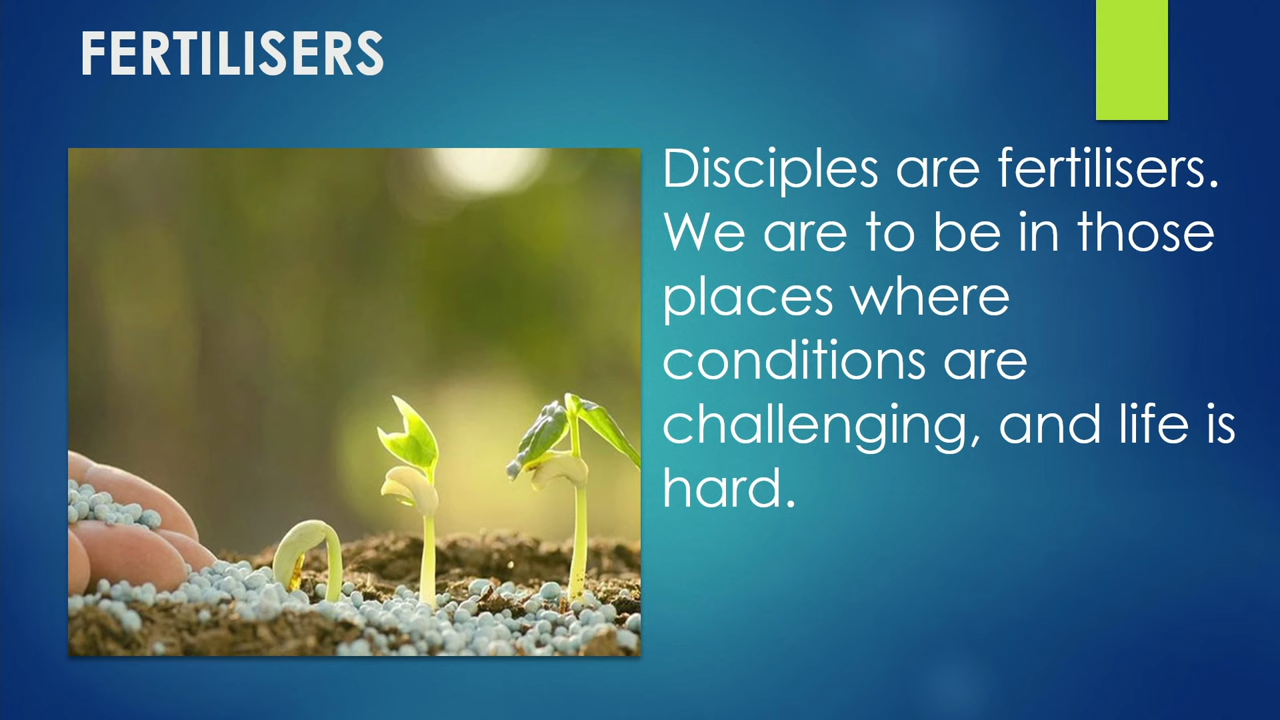 FERTILISERS
Disciples are fertilisers.
We are to be in those
places where
conditions are
challenging, and life is
hard.